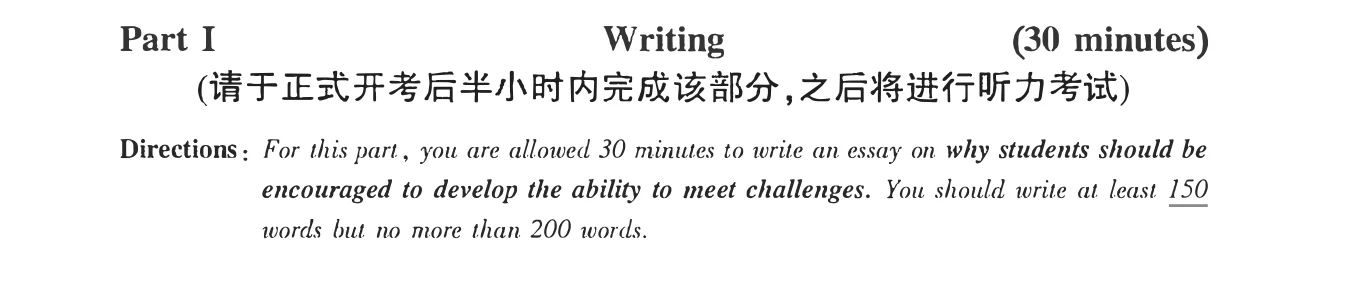 Part I Writing (30 minutes)
(请于正式开考后半小时内完成该部分,之后将进行听力考试)
Directions: For this part, you are allowed 30 minutes to write an essay on why students should be
encouraged to develop the ability to meet challenges. You should write at least 150
words but no more than 200 words.